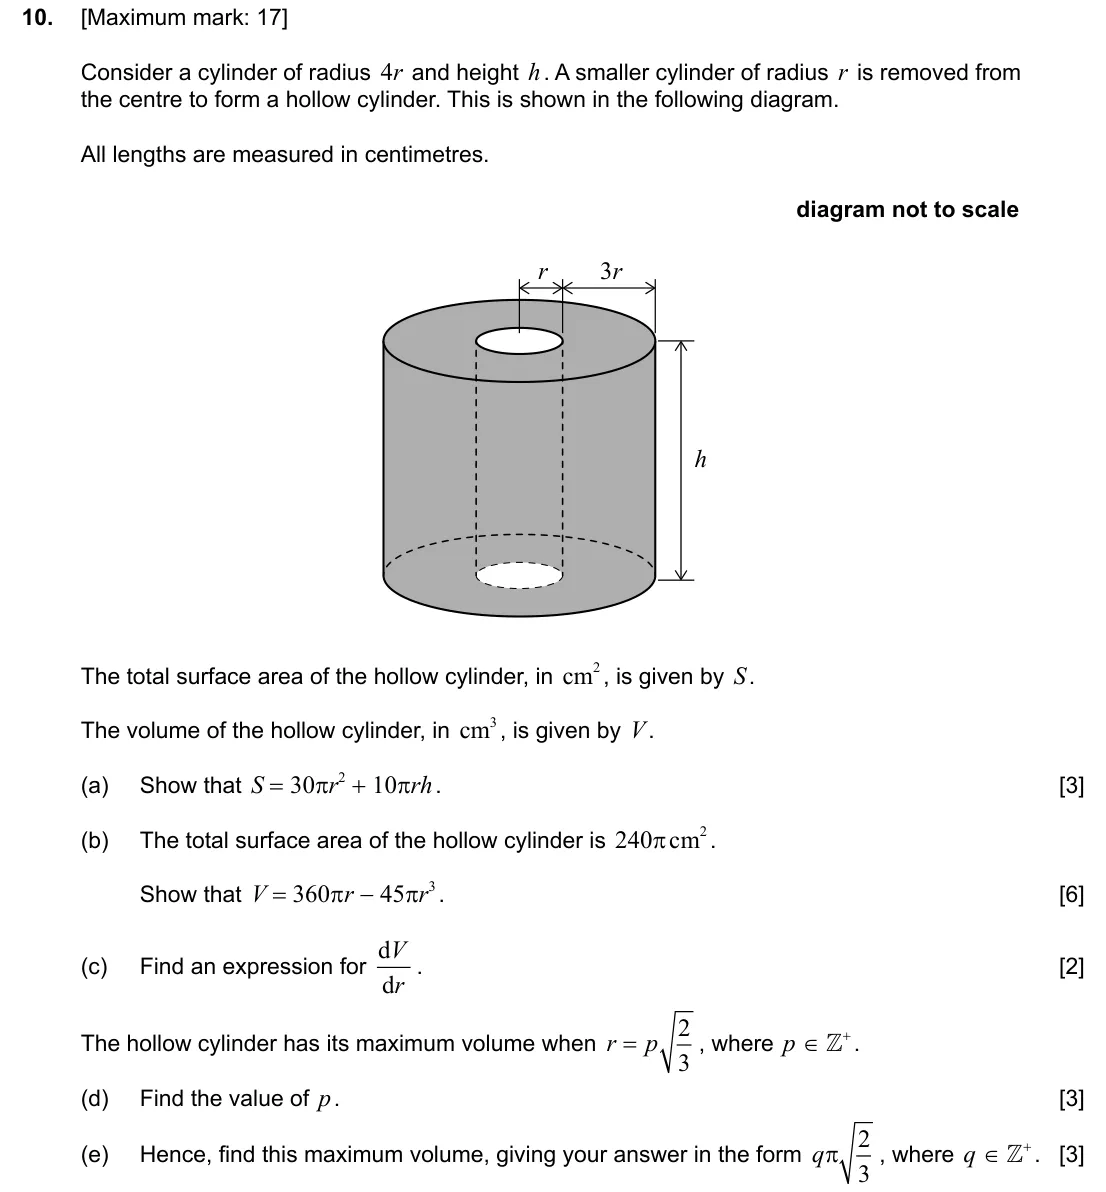 10. [Maximum mark: 17]
Consider a cylinder of radius 4r and height h. A smaller cylinder of radius r is removed from
the centre to form a hollow cylinder. This is shown in the following diagram.
All lengths are measured in centimetres.
diagram not to scale
r 3r
h
The total surface area of the hollow cylinder, in cm², is given by S.
The volume of the hollow cylinder, in cm³, is given by V.
(a) Show that S = 30πr² + 10πrh. [3]
(b) The total surface area of the hollow cylinder is 240π cm².
Show that V = 360πr − 45πr³. [6]
(c) Find an expression for dV/dr. [2]
The hollow cylinder has its maximum volume when r = p√(2/3), where p ∈ ℤ⁺.
(d) Find the value of p. [3]
(e) Hence, find this maximum volume, giving your answer in the form qπ√(2/3), where q ∈ ℤ⁺. [3]